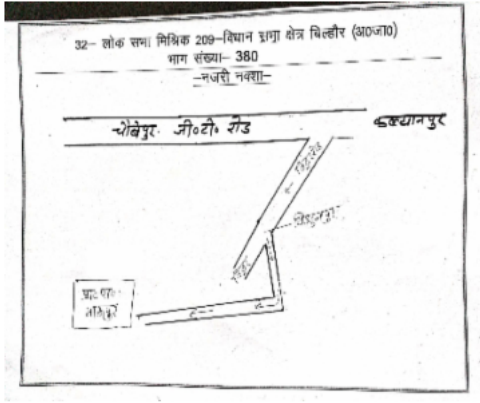 32- लोक सभा मिश्रिक 209-विधान सभा क्षेत्र बिल्हौर (अ0जा0)
भाग संख्या- 380
-नजरी नक्शा-
चौबेपुर जी०टी० रोड
कल्यानपुर
बिठूर रोड
प्रा० पा०